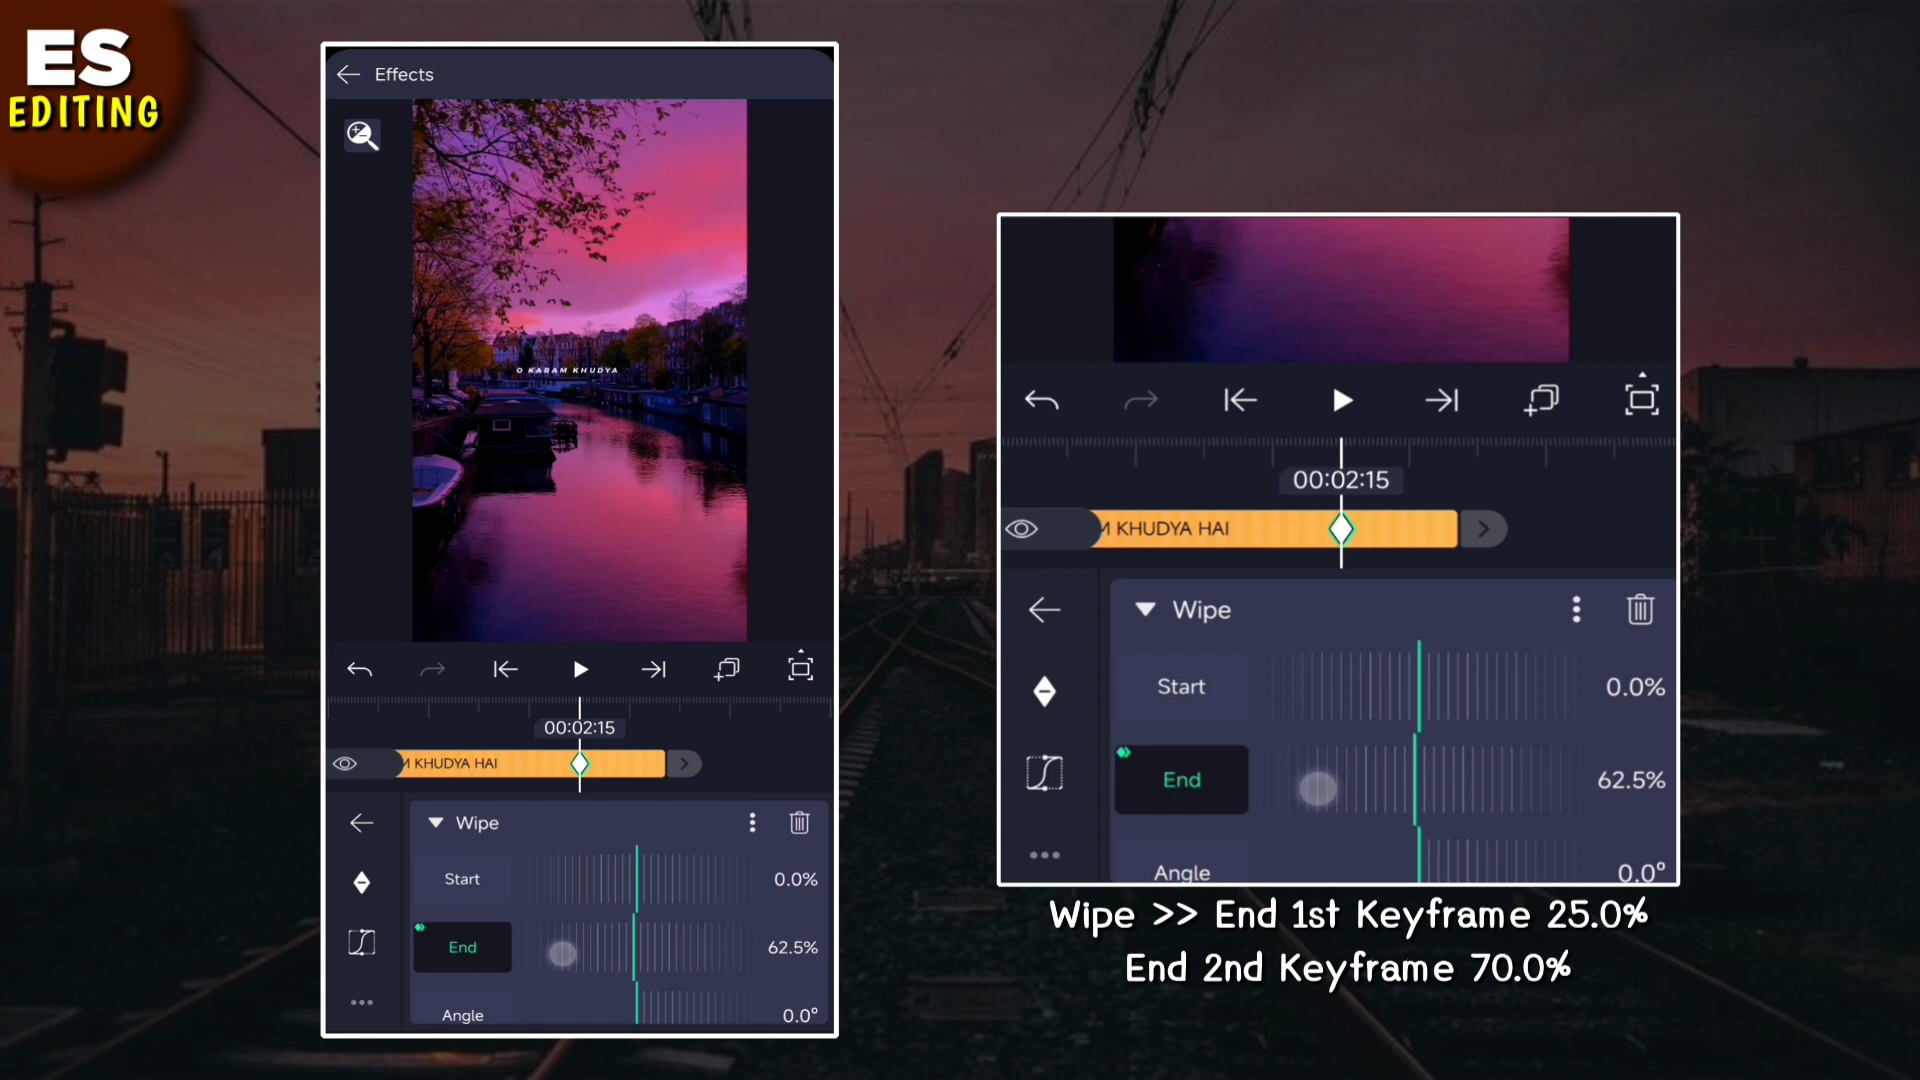 ES
EDITING
Effects
O KARAM KHUDYA
00:02:15
M KHUDYA HAI
Wipe
Start
0.0%
End
62.5%
Angle
0.0°
00:02:15
M KHUDYA HAI
Wipe
Start
0.0%
End
62.5%
Angle
0.0°
Wipe >> End 1st Keyframe 25.0%
End 2nd Keyframe 70.0%